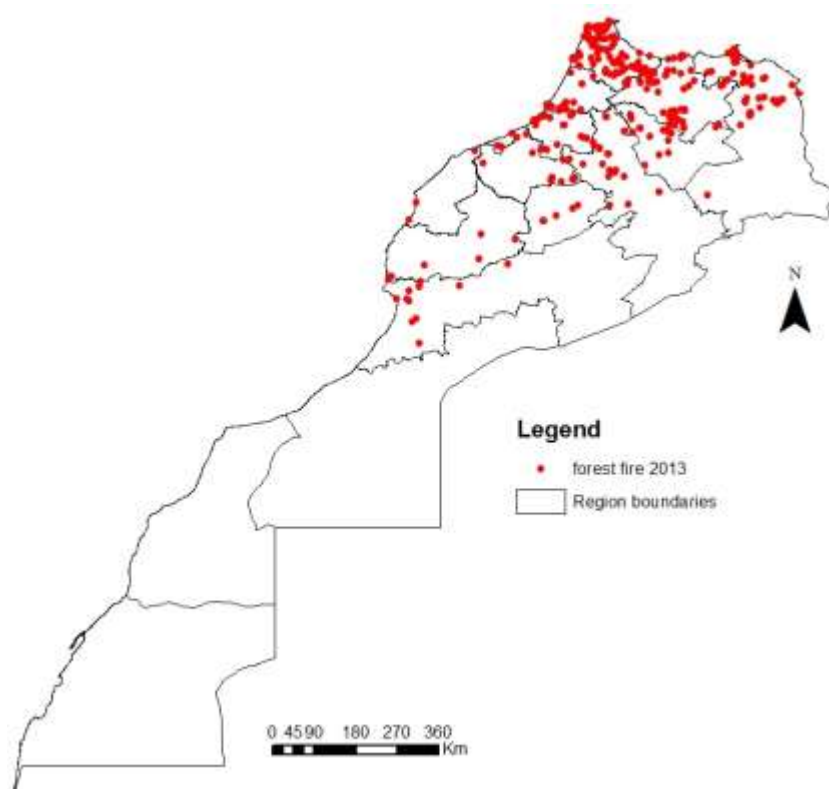 N
Legend
forest fire 2013
Region boundaries
0 45 90 180 270 360
Km